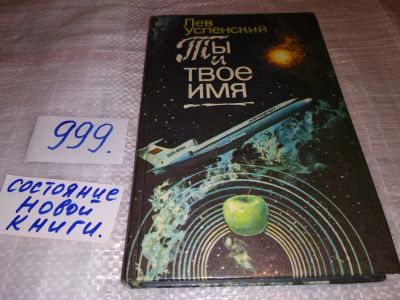 Лев
Успенский
Ты
и
твое
имя
999.
состояние
новой
книги.